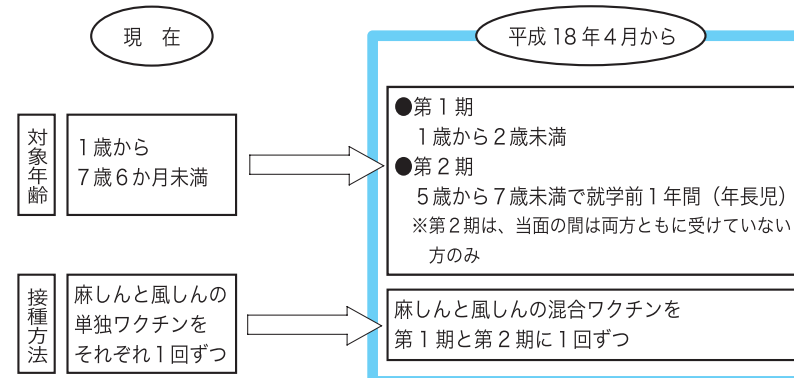 現　在
平成 18 年４月から
対象年齢
１歳から
７歳６か月未満
●第１期
１歳から２歳未満
●第２期
５歳から７歳未満で就学前１年間（年長児）
※第２期は、当面の間は両方ともに受けていない
方のみ
接種方法
麻しんと風しんの
単独ワクチンを
それぞれ１回ずつ
麻しんと風しんの混合ワクチンを
第１期と第２期に１回ずつ